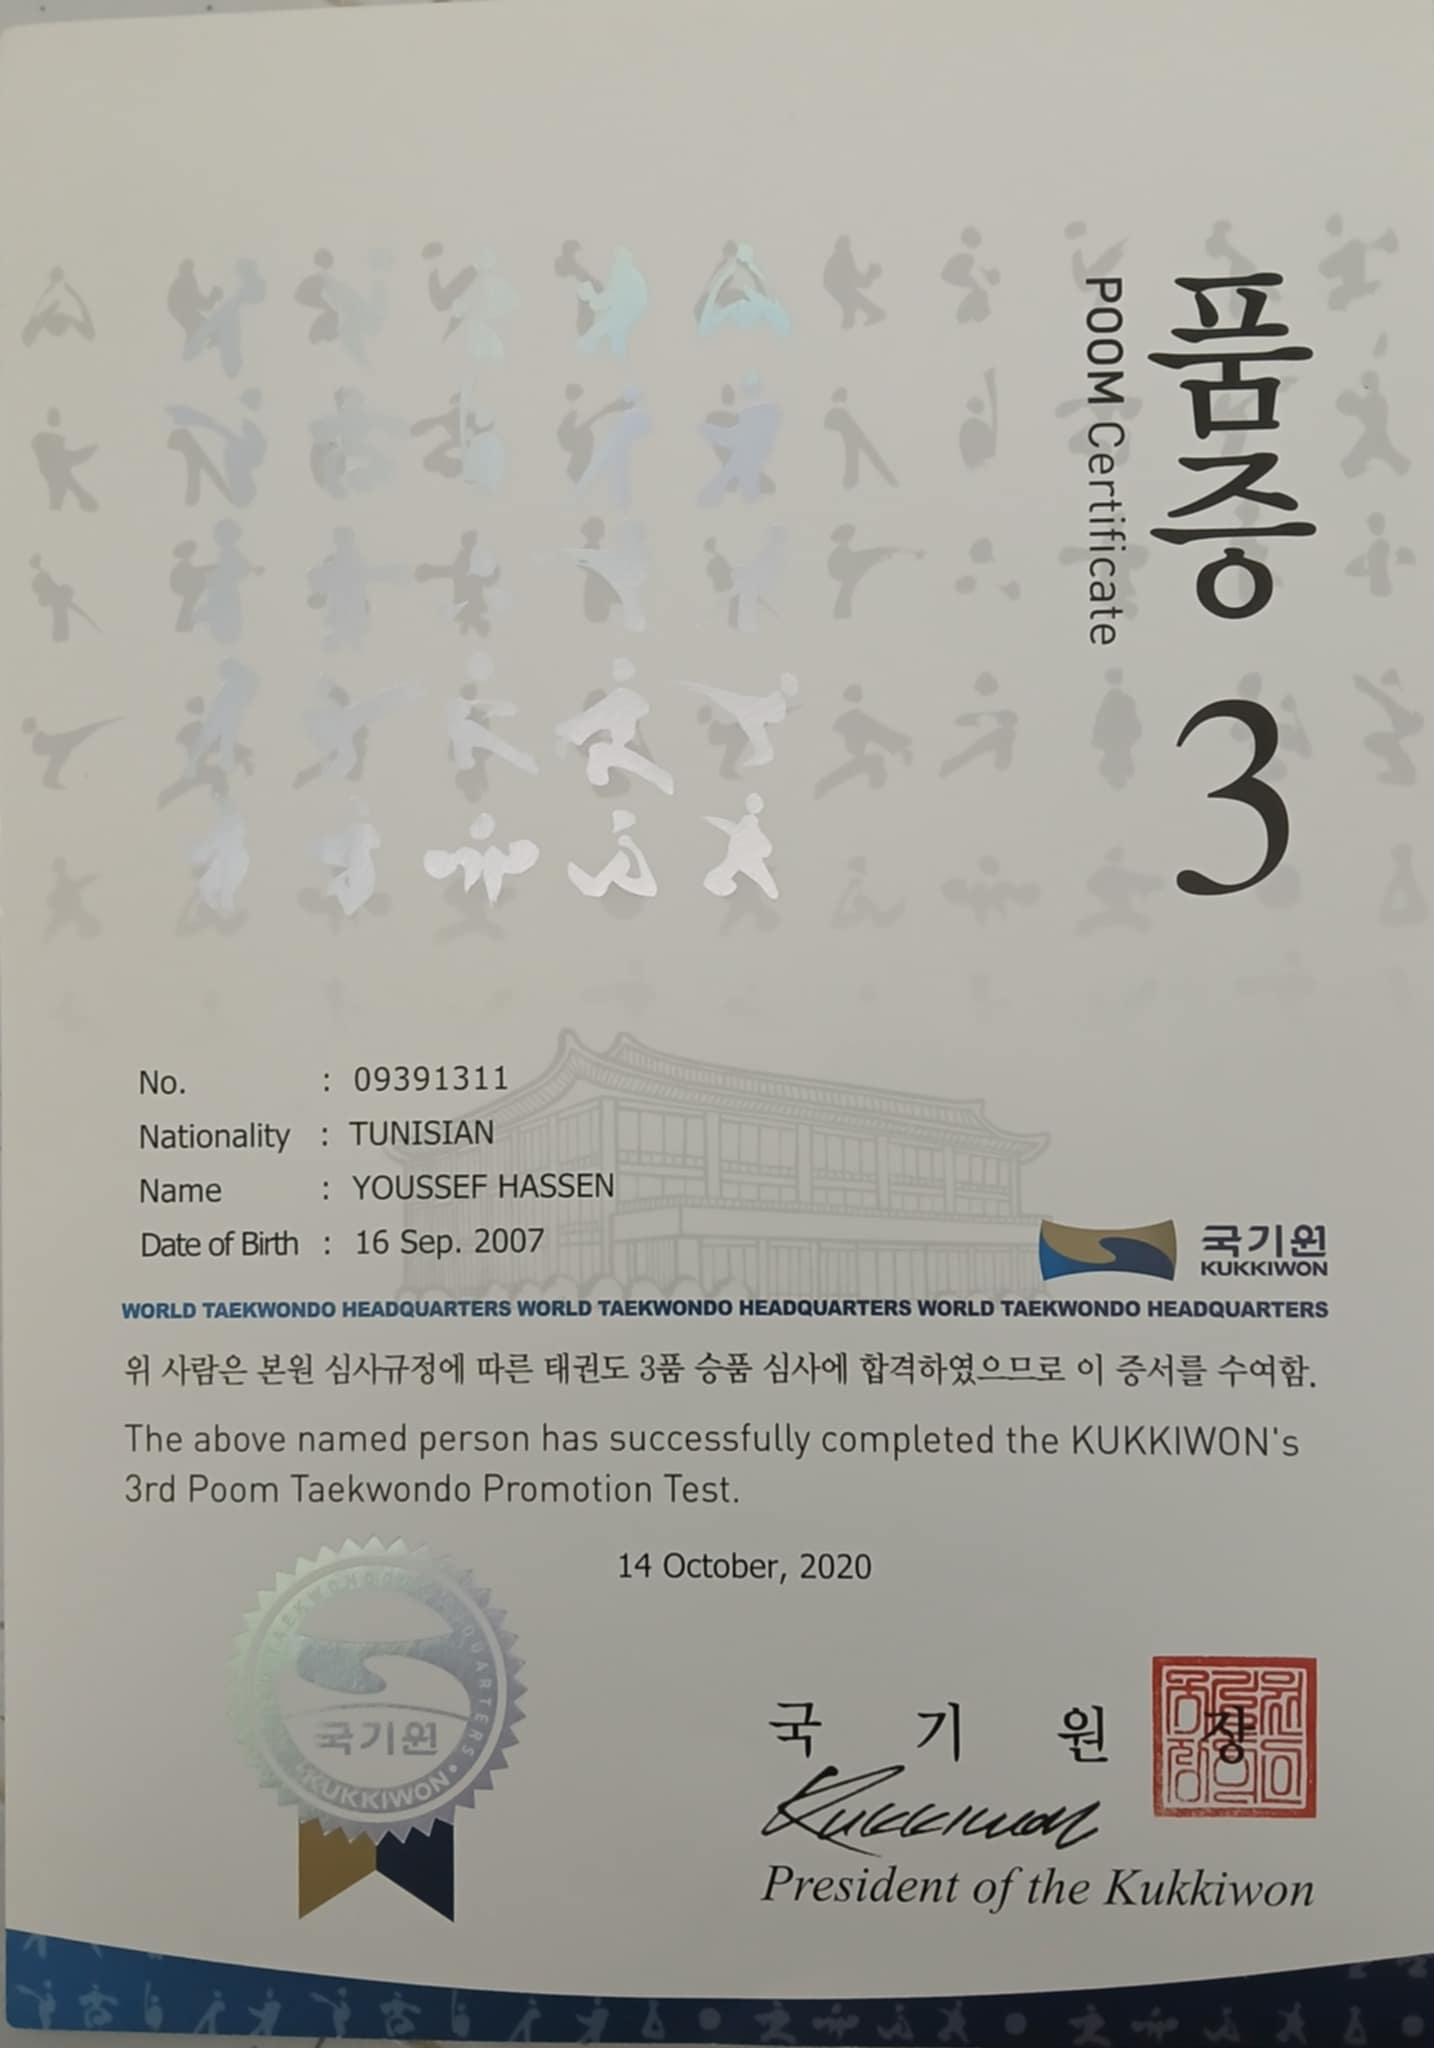 품증 3
POOM Certificate
No. : 09391311
Nationality : TUNISIAN
Name : YOUSSEF HASSEN
Date of Birth : 16 Sep. 2007
국기원
KUKKIWON
WORLD TAEKWONDO HEADQUARTERS WORLD TAEKWONDO HEADQUARTERS WORLD TAEKWONDO HEADQUARTERS
위 사람은 본원 심사규정에 따른 태권도 3품 승품 심사에 합격하였으므로 이 증서를 수여함.
The above named person has successfully completed the KUKKIWON's
3rd Poom Taekwondo Promotion Test.
14 October, 2020
국기원
KUKKIWON
국 기 원 장
Kukkiwon
President of the Kukkiwon